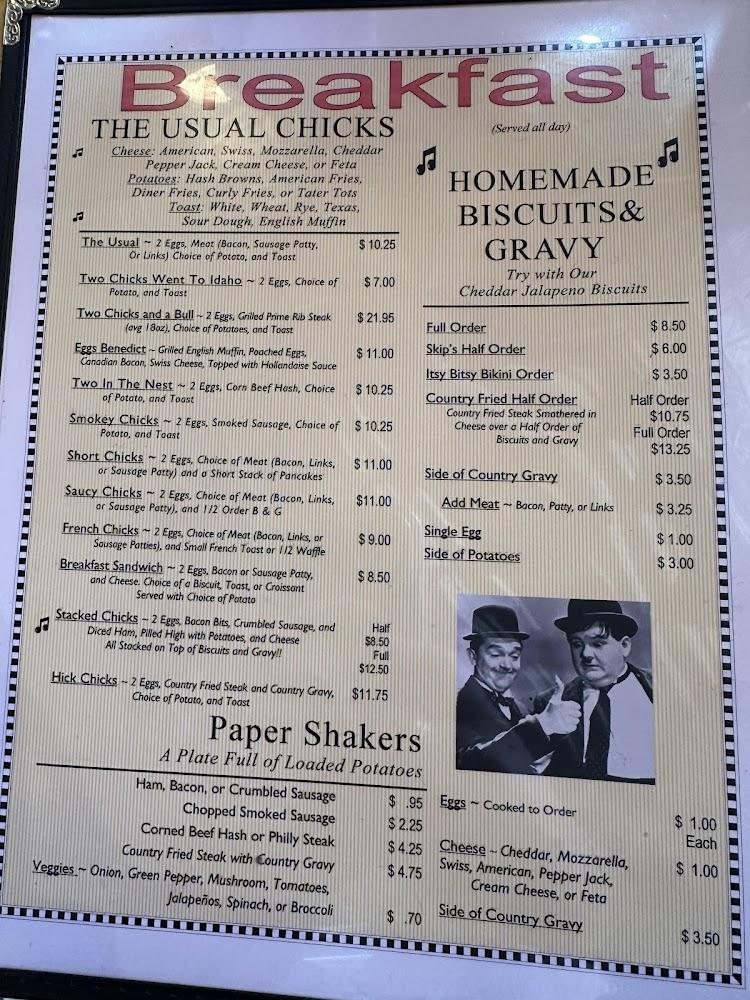 Breakfast
THE USUAL CHICKS
Cheese: American, Swiss, Mozzarella, Cheddar
Pepper Jack, Cream Cheese, or Feta
Potatoes: Hash Browns, American Fries,
Diner Fries, Curly Fries, or Tater Tots
Toast: White, Wheat, Rye, Texas,
Sour Dough, English Muffin
The Usual ~ 2 Eggs, Meat (Bacon, Sausage Patty, $ 10.25
Or Links) Choice of Potato, and Toast
Two Chicks Went To Idaho ~ 2 Eggs, Choice of $ 7.00
Potato, and Toast
Two Chicks and a Bull ~ 2 Eggs, Grilled Prime Rib Steak $ 21.95
(avg 18oz), Choice of Potatoes, and Toast
Eggs Benedict ~ Grilled English Muffin, Poached Eggs, $ 11.00
Canadian Bacon, Swiss Cheese, Topped with Hollandaise Sauce
Two In The Nest ~ 2 Eggs, Corn Beef Hash, Choice $ 10.25
of Potato, and Toast
Smokey Chicks ~ 2 Eggs, Smoked Sausage, Choice of $ 10.25
Potato, and Toast
Short Chicks ~ 2 Eggs, Choice of Meat (Bacon, Links, $ 11.00
or Sausage Patty) and a Short Stack of Pancakes
Saucy Chicks ~ 2 Eggs, Choice of Meat (Bacon, Links, $11.00
or Sausage Patty), and 1/2 Order B & G
French Chicks ~ 2 Eggs, Choice of Meat (Bacon, Links, or $ 9.00
Sausage Patties), and Small French Toast or 1/2 Waffle
Breakfast Sandwich ~ 2 Eggs, Bacon or Sausage Patty, $ 8.50
and Cheese. Choice of a Biscuit, Toast, or Croissant
Served with Choice of Potato
Stacked Chicks ~ 2 Eggs, Bacon Bits, Crumbled Sausage, and Half
Diced Ham, Pilled High with Potatoes, and Cheese $8.50
All Stacked on Top of Biscuits and Gravy!! Full
$12.50
Hick Chicks ~ 2 Eggs, Country Fried Steak and Country Gravy, $11.75
Choice of Potato, and Toast
Paper Shakers
A Plate Full of Loaded Potatoes
Ham, Bacon, or Crumbled Sausage $ .95
Chopped Smoked Sausage $ 2.25
Corned Beef Hash or Philly Steak $ 4.25
Country Fried Steak with Country Gravy $ 4.75
Veggies ~ Onion, Green Pepper, Mushroom, Tomatoes,
Jalapeños, Spinach, or Broccoli $ .70
(Served all day)
HOMEMADE
BISCUITS&
GRAVY
Try with Our
Cheddar Jalapeno Biscuits
Full Order $ 8.50
Skip's Half Order $ 6.00
Itsy Bitsy Bikini Order $ 3.50
Country Fried Half Order Half Order
Country Fried Steak Smothered in $10.75
Cheese over a Half Order of Full Order
Biscuits and Gravy $13.25
Side of Country Gravy $ 3.50
Add Meat ~ Bacon, Patty, or Links $ 3.25
Single Egg $ 1.00
Side of Potatoes $ 3.00
Eggs ~ Cooked to Order $ 1.00
Each
Cheese ~ Cheddar, Mozzarella, $ 1.00
Swiss, American, Pepper Jack,
Cream Cheese, or Feta
Side of Country Gravy $ 3.50